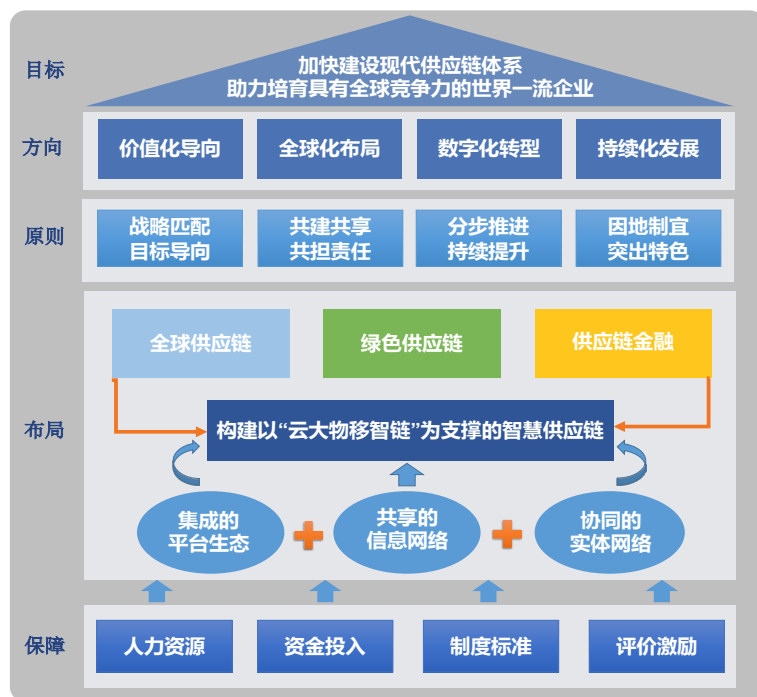 目标
加快建设现代供应链体系
助力培育具有全球竞争力的世界一流企业
方向
价值化导向
全球化布局
数字化转型
持续化发展
原则
战略匹配
目标导向
共建共享
共担责任
分步推进
持续提升
因地制宜
突出特色
布局
全球供应链
绿色供应链
供应链金融
构建以“云大物移智链”为支撑的智慧供应链
集成的
平台生态
共享的
信息网络
协同的
实体网络
保障
人力资源
资金投入
制度标准
评价激励